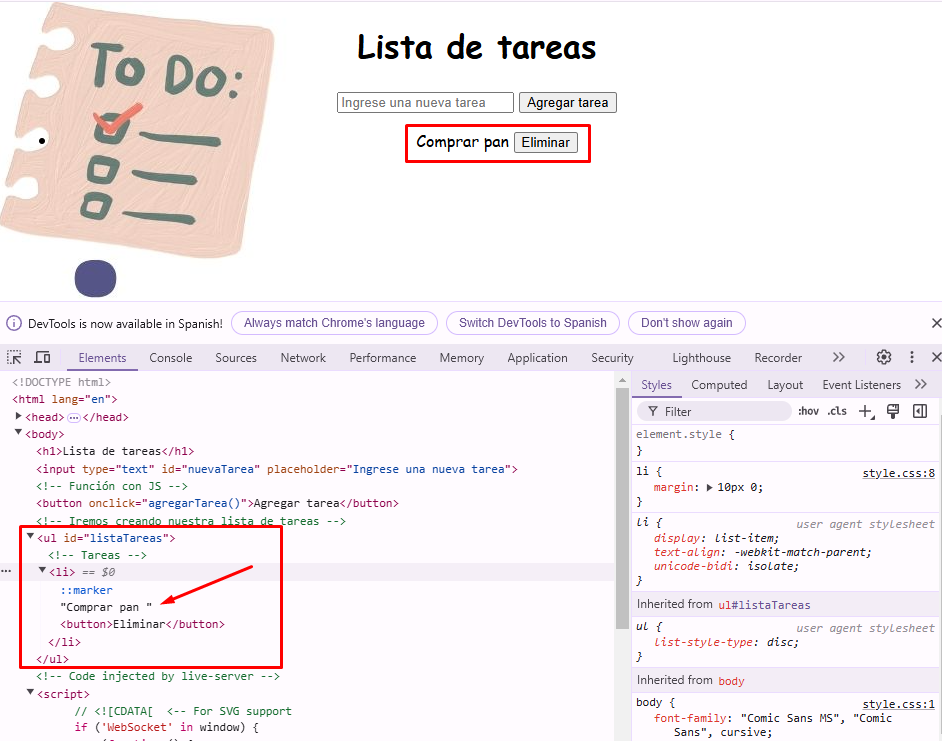 To Do:
Lista de tareas
Ingrese una nueva tarea Agregar tarea
Comprar pan Eliminar
DevTools is now available in Spanish! Always match Chrome's language Switch DevTools to Spanish Don't show again
Elements Console Sources Network Performance Memory Application Security Lighthouse Recorder
<!DOCTYPE html>
<html lang="en">
<head> ⋯ </head>
<body>
<h1>Lista de tareas</h1>
<input type="text" id="nuevaTarea" placeholder="Ingrese una nueva tarea">
<!-- Función con JS -->
<button onclick="agregarTarea()">Agregar tarea</button>
<!-- Iremos creando nuestra lista de tareas -->
<ul id="listaTareas">
<!-- Tareas -->
<li> == $0
::marker
"Comprar pan "
<button>Eliminar</button>
</li>
</ul>
<!-- Code injected by live-server -->
<script>
// <![CDATA[ <-- For SVG support
if ('WebSocket' in window) {
Styles Computed Layout Event Listeners
Filter :hov .cls
element.style {
}
li { style.css:8
margin: 10px 0;
}
li { user agent stylesheet
display: list-item;
text-align: -webkit-match-parent;
unicode-bidi: isolate;
}
Inherited from ul#listaTareas
ul { user agent stylesheet
list-style-type: disc;
}
Inherited from body
body { style.css:1
font-family: "Comic Sans MS", "Comic
Sans", cursive;